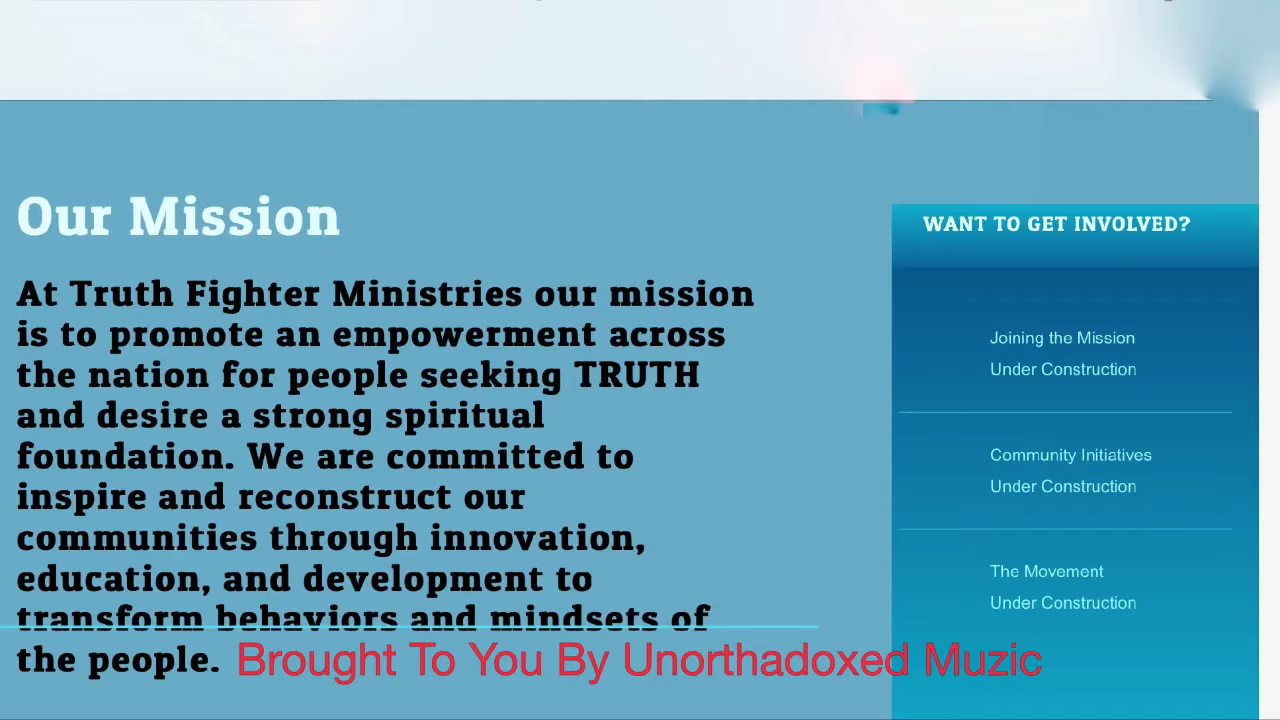 Our Mission
At Truth Fighter Ministries our mission
is to promote an empowerment across
the nation for people seeking TRUTH
and desire a strong spiritual
foundation. We are committed to
inspire and reconstruct our
communities through innovation,
education, and development to
transform behaviors and mindsets of
the people.
Brought To You By Unorthadoxed Muzic
WANT TO GET INVOLVED?
Joining the Mission
Under Construction
Community Initiatives
Under Construction
The Movement
Under Construction